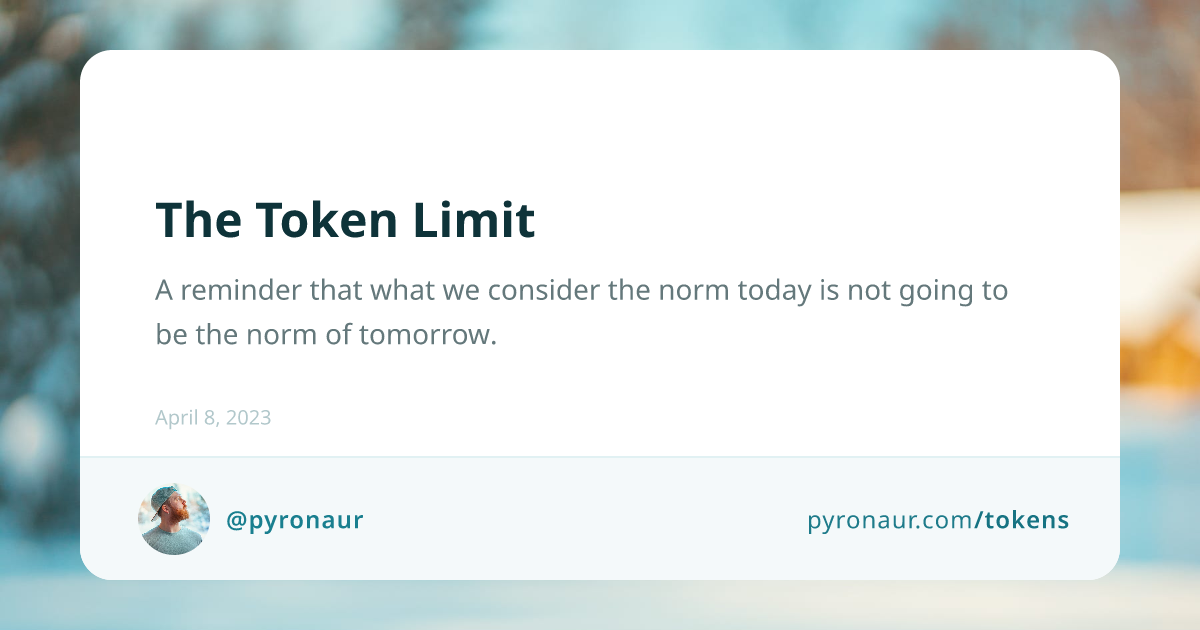 The Token Limit
A reminder that what we consider the norm today is not going to
be the norm of tomorrow.
April 8, 2023
@pyronaur
pyronaur.com/tokens